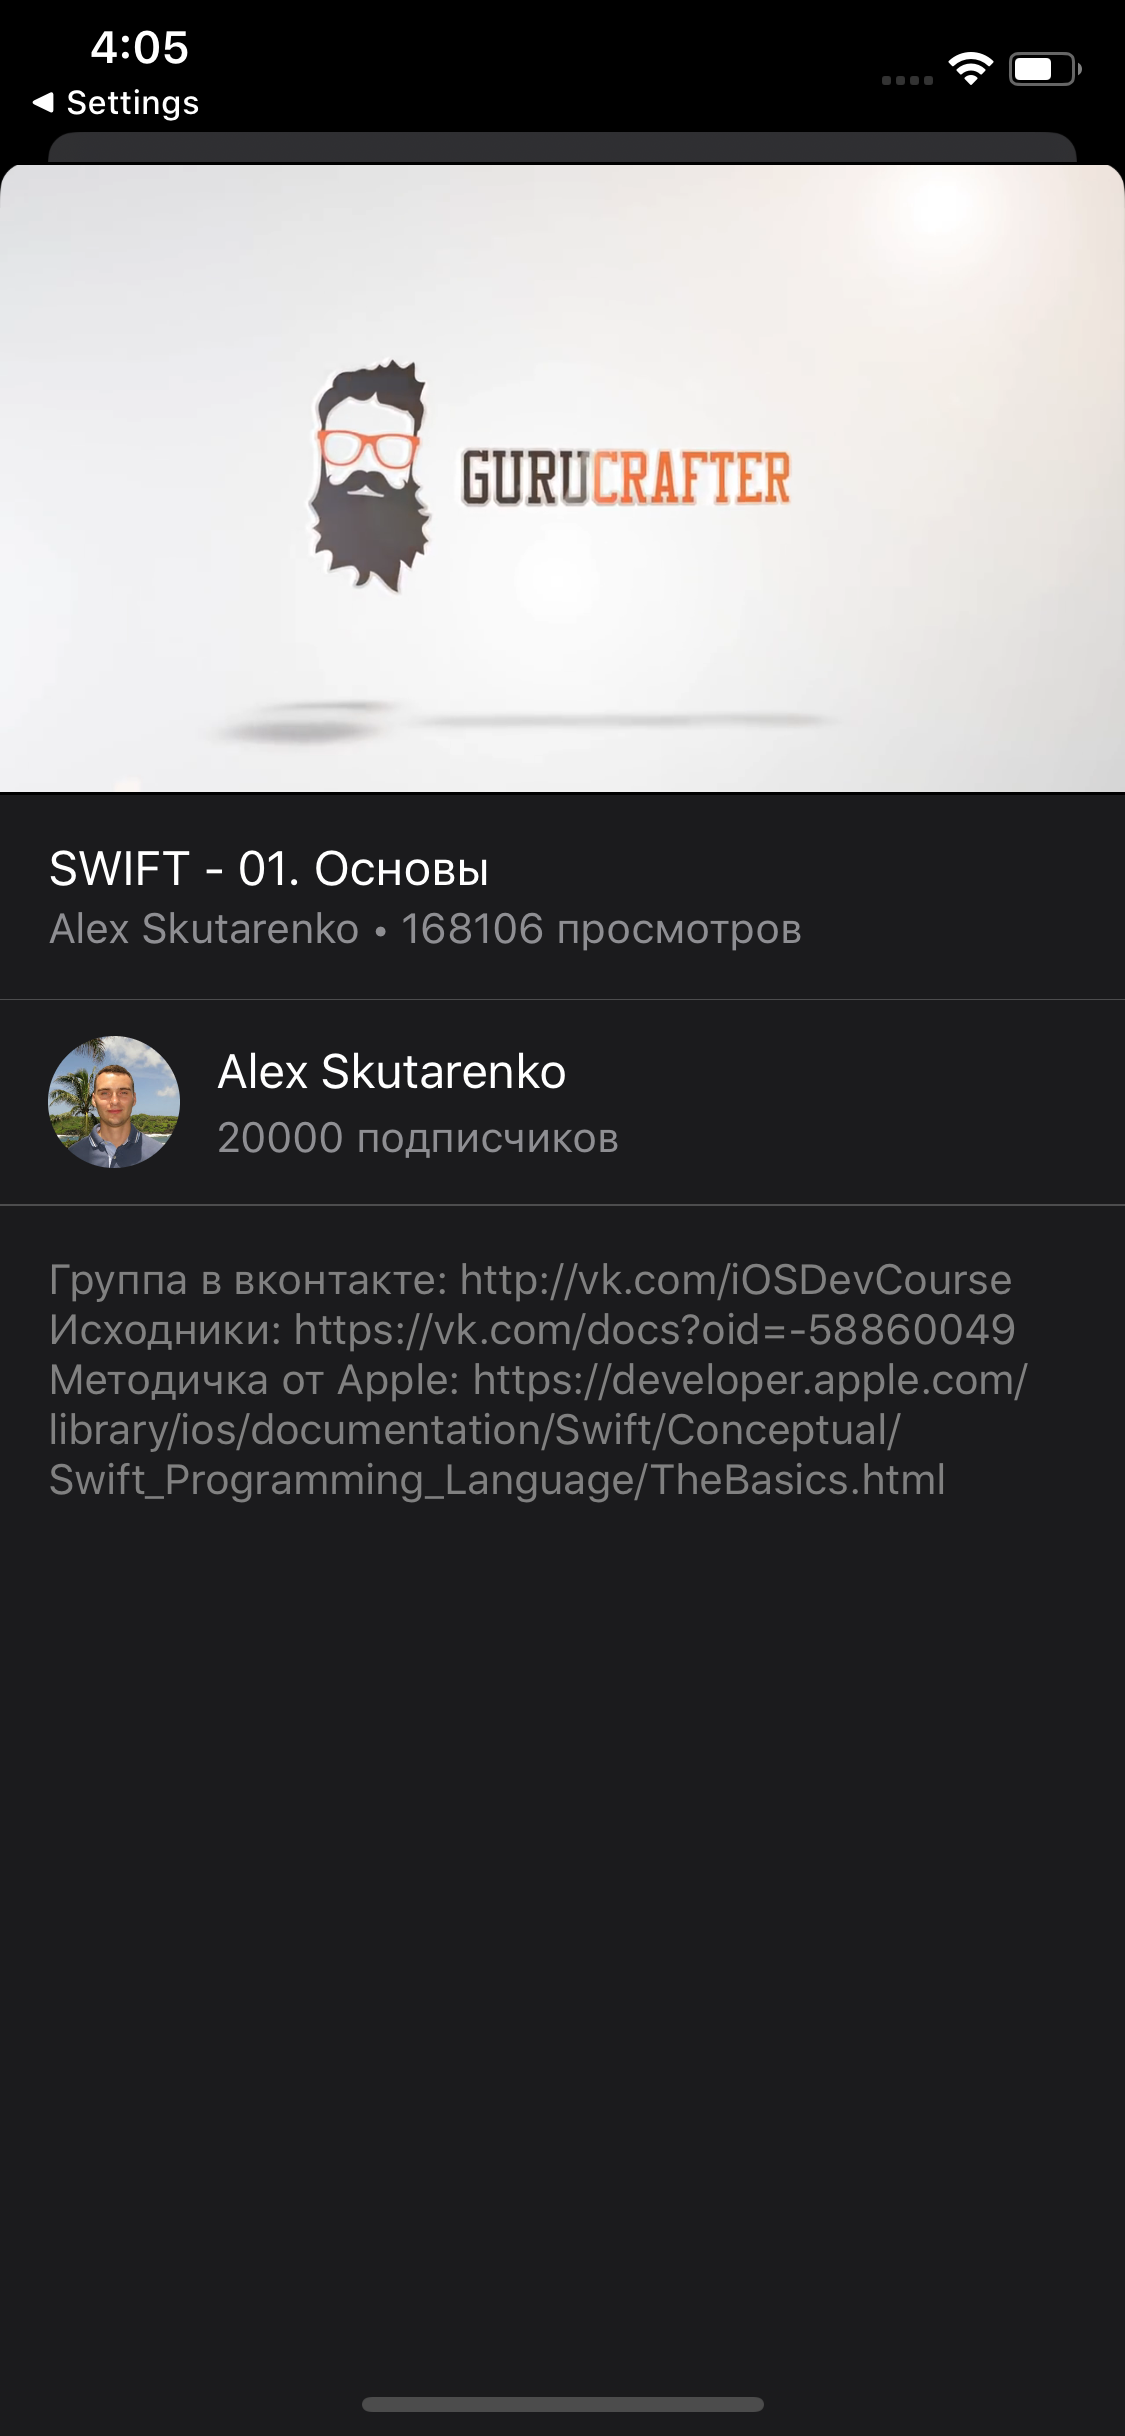 4:05
Settings
GURUCRAFTER
SWIFT - 01. Основы
Alex Skutarenko • 168106 просмотров
Alex Skutarenko
20000 подписчиков
Группа в вконтакте: http://vk.com/iOSDevCourse
Исходники: https://vk.com/docs?oid=-58860049
Методичка от Apple: https://developer.apple.com/
library/ios/documentation/Swift/Conceptual/
Swift_Programming_Language/TheBasics.html